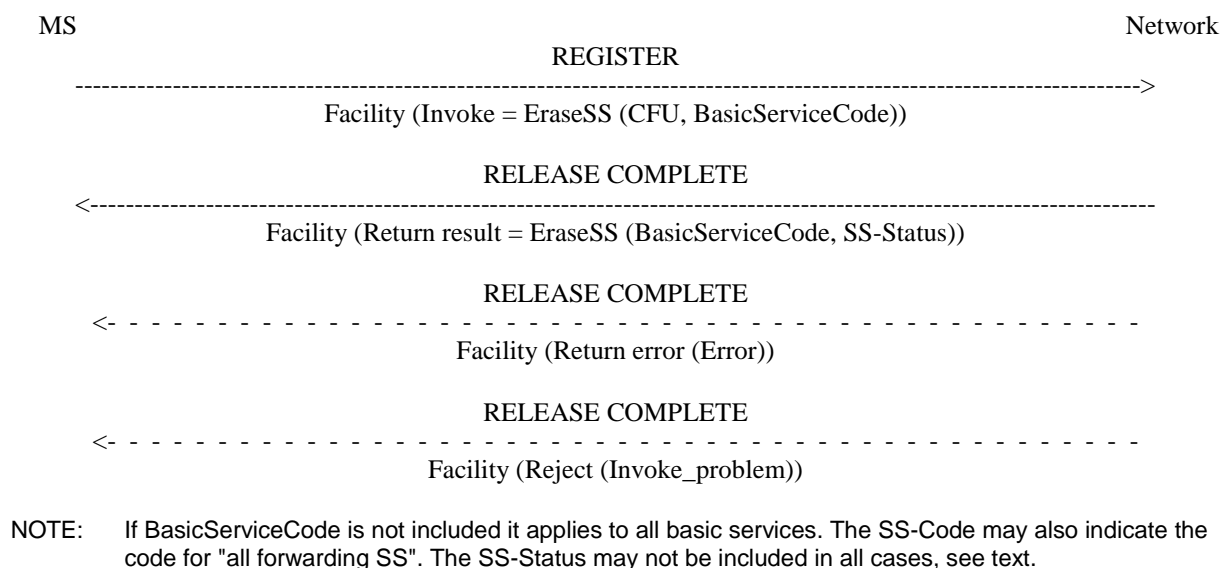 MS Network
REGISTER
------------------------------------------------------------------------------------------------------------------------>
Facility (Invoke = EraseSS (CFU, BasicServiceCode))
RELEASE COMPLETE
<------------------------------------------------------------------------------------------------------------------------
Facility (Return result = EraseSS (BasicServiceCode, SS-Status))
RELEASE COMPLETE
<- - - - - - - - - - - - - - - - - - - - - - - - - - - - - - - - - - - - - - - - - - - - - - - -
Facility (Return error (Error))
RELEASE COMPLETE
<- - - - - - - - - - - - - - - - - - - - - - - - - - - - - - - - - - - - - - - - - - - - - - - -
Facility (Reject (Invoke_problem))
NOTE: If BasicServiceCode is not included it applies to all basic services. The SS-Code may also indicate the
code for "all forwarding SS". The SS-Status may not be included in all cases, see text.